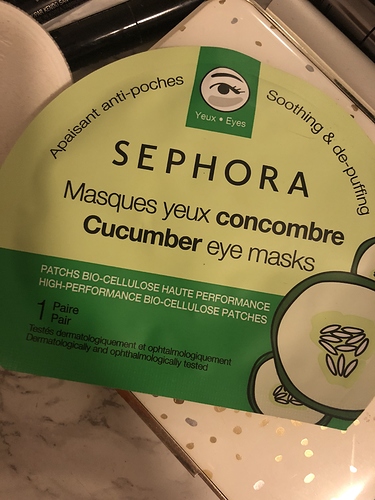 Apaisant anti-poches
Yeux • Eyes
Soothing & de-puffing
SEPHORA
Masques yeux concombre
Cucumber eye masks
PATCHS BIO-CELLULOSE HAUTE PERFORMANCE
HIGH-PERFORMANCE BIO-CELLULOSE PATCHES
1 Paire
Pair
Testés dermatologiquement et ophtalmologiquement
Dermatologically and ophthalmologically tested